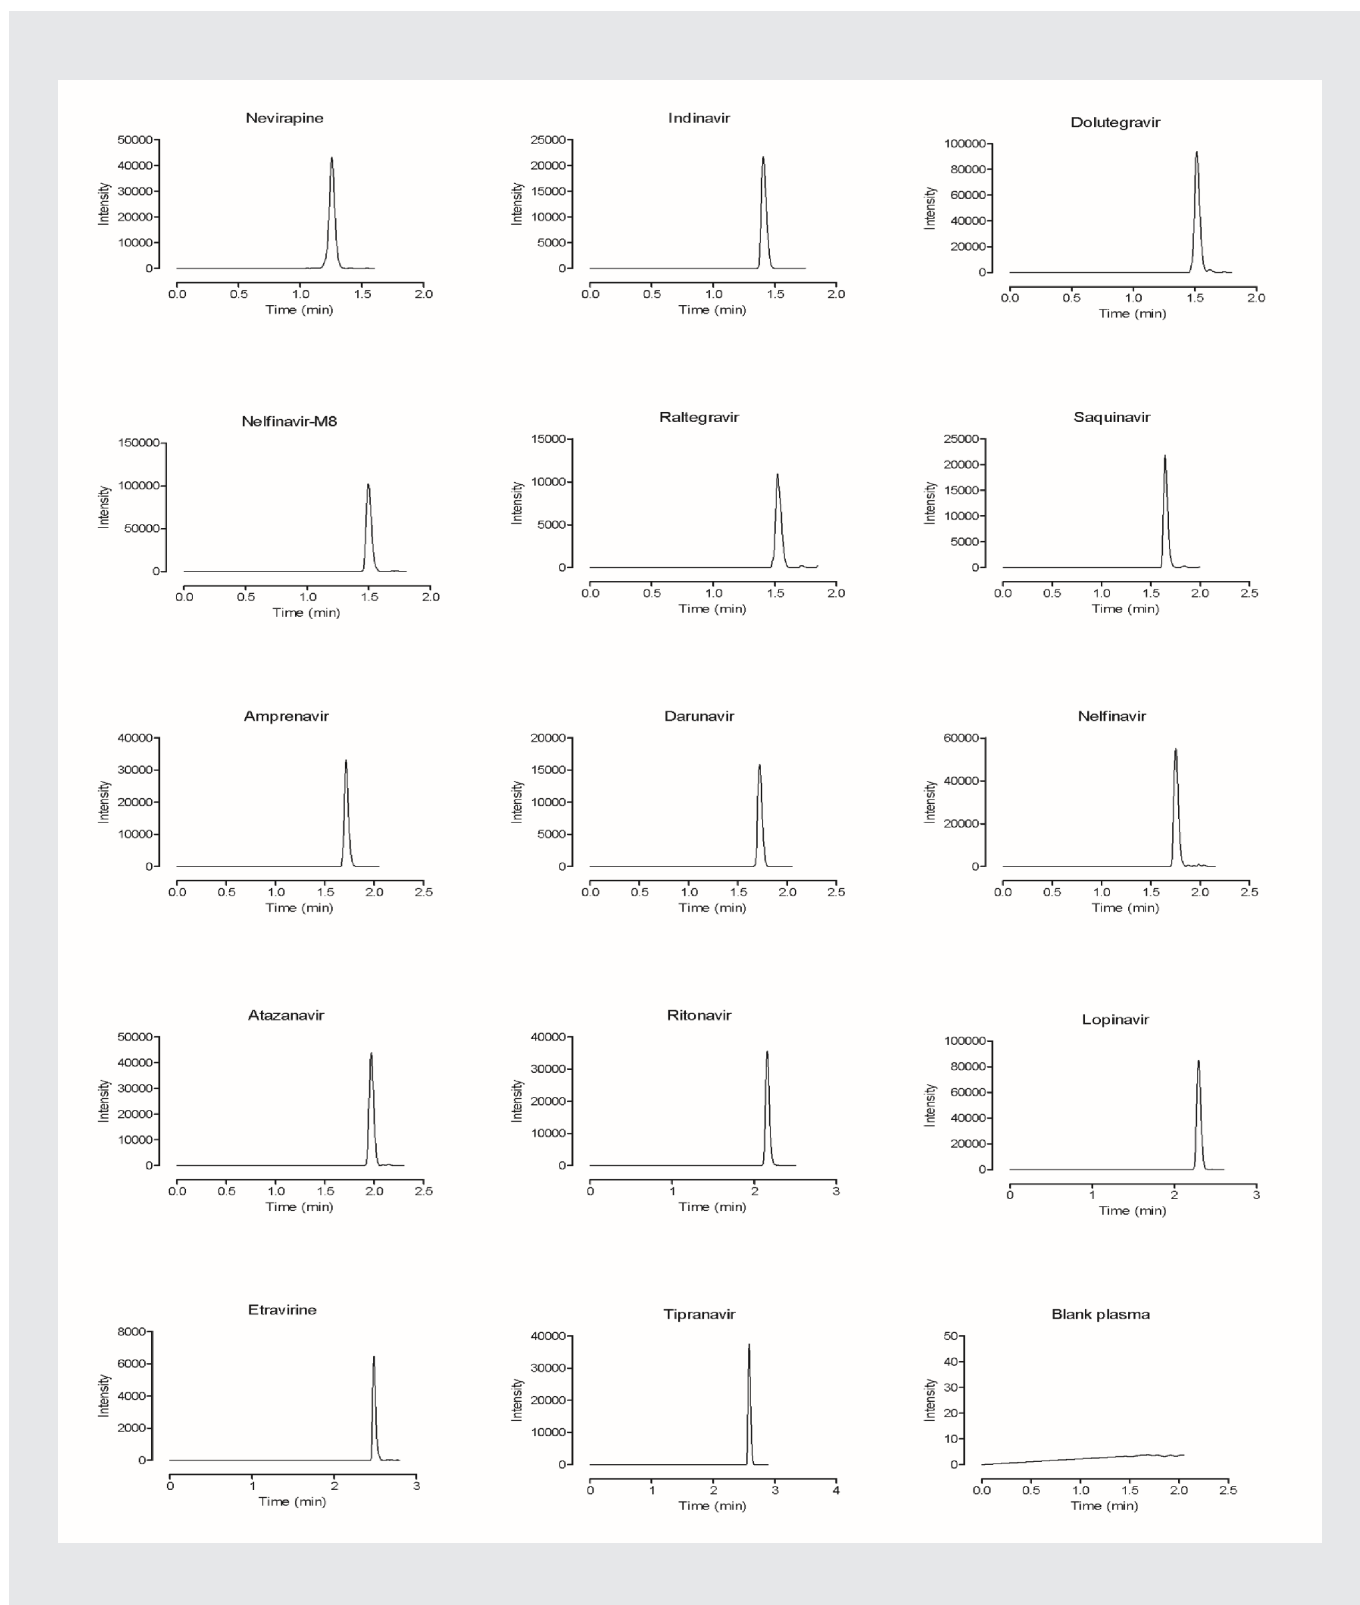 Nevirapine
50000
40000
30000
20000
10000
0
Intensity
0.0 0.5 1.0 1.5 2.0
Time (min)
Indinavir
25000
20000
15000
10000
5000
0
Intensity
0.0 0.5 1.0 1.5 2.0
Time (min)
Dolutegravir
100000
80000
60000
40000
20000
0
Intensity
0.0 0.5 1.0 1.5 2.0
Time (min)
Nelfinavir-M8
150000
100000
50000
0
Intensity
0.0 0.5 1.0 1.5 2.0
Time (min)
Raltegravir
15000
10000
5000
0
Intensity
0.0 0.5 1.0 1.5 2.0
Time (min)
Saquinavir
25000
20000
15000
10000
5000
0
Intensity
0.0 0.5 1.0 1.5 2.0 2.5
Time (min)
Amprenavir
40000
30000
20000
10000
0
Intensity
0.0 0.5 1.0 1.5 2.0 2.5
Time (min)
Darunavir
20000
15000
10000
5000
0
Intensity
0.0 0.5 1.0 1.5 2.0 2.5
Time (min)
Nelfinavir
60000
40000
20000
0
Intensity
0.0 0.5 1.0 1.5 2.0 2.5
Time (min)
Atazanavir
50000
40000
30000
20000
10000
0
Intensity
0.0 0.5 1.0 1.5 2.0 2.5
Time (min)
Ritonavir
40000
30000
20000
10000
0
Intensity
0 1 2 3
Time (min)
Lopinavir
100000
80000
60000
40000
20000
0
Intensity
0 1 2 3
Time (min)
Etravirine
8000
6000
4000
2000
0
Intensity
0 1 2 3
Time (min)
Tipranavir
40000
30000
20000
10000
0
Intensity
0 1 2 3 4
Time (min)
Blank plasma
50
40
30
20
10
0
Intensity
0.0 0.5 1.0 1.5 2.0 2.5
Time (min)